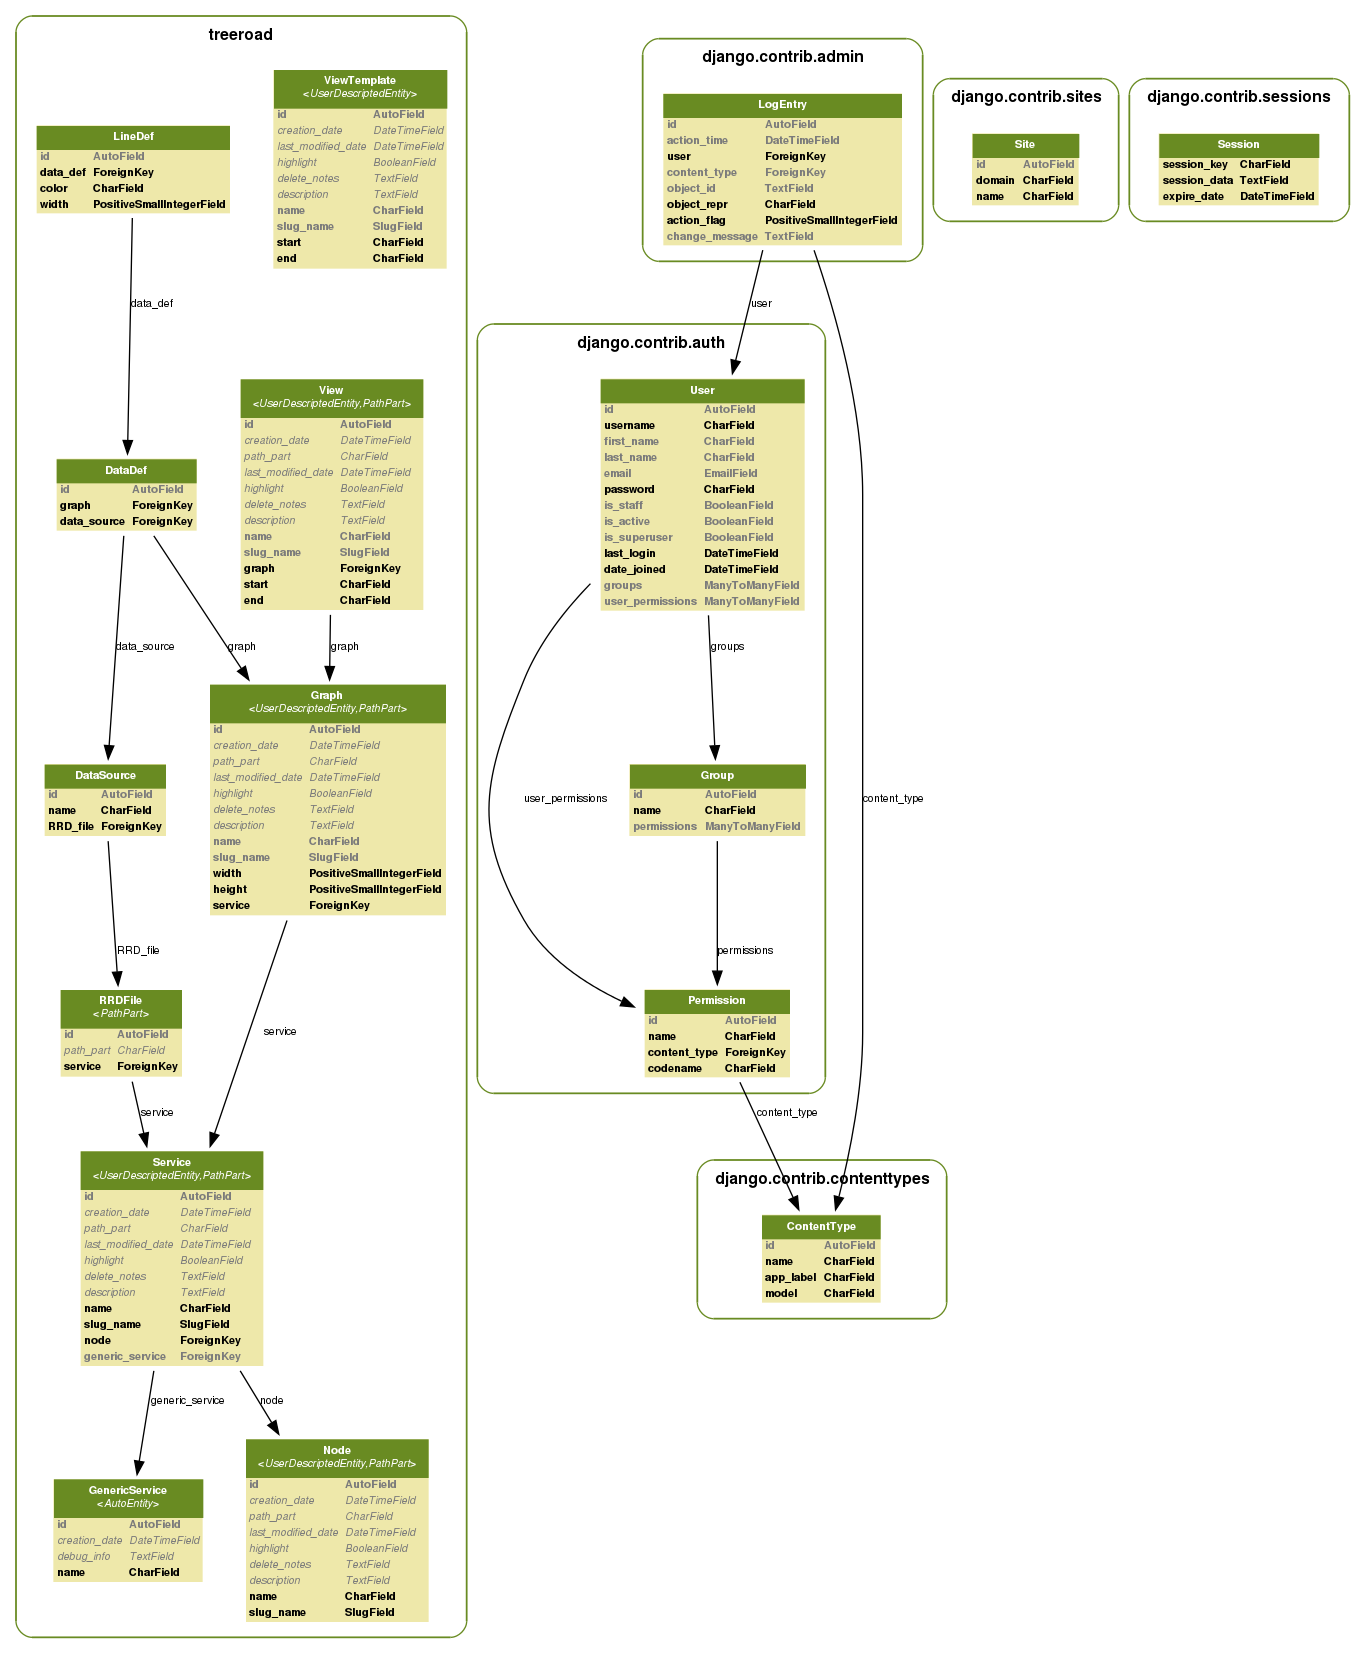 treeroad
ViewTemplate
<UserDescriptedEntity>
id AutoField
creation_date DateTimeField
last_modified_date DateTimeField
highlight BooleanField
delete_notes TextField
description TextField
name CharField
slug_name SlugField
start CharField
end CharField
LineDef
id AutoField
data_def ForeignKey
color CharField
width PositiveSmallIntegerField
data_def
View
<UserDescriptedEntity,PathPart>
id AutoField
creation_date DateTimeField
path_part CharField
last_modified_date DateTimeField
highlight BooleanField
delete_notes TextField
description TextField
name CharField
slug_name SlugField
graph ForeignKey
start CharField
end CharField
DataDef
id AutoField
graph ForeignKey
data_source ForeignKey
data_source
graph
graph
Graph
<UserDescriptedEntity,PathPart>
id AutoField
creation_date DateTimeField
path_part CharField
last_modified_date DateTimeField
highlight BooleanField
delete_notes TextField
description TextField
name CharField
slug_name SlugField
width PositiveSmallIntegerField
height PositiveSmallIntegerField
service ForeignKey
DataSource
id AutoField
name CharField
RRD_file ForeignKey
RRD_file
RRDFile
<PathPart>
id AutoField
path_part CharField
service ForeignKey
service
service
Service
<UserDescriptedEntity,PathPart>
id AutoField
creation_date DateTimeField
path_part CharField
last_modified_date DateTimeField
highlight BooleanField
delete_notes TextField
description TextField
name CharField
slug_name SlugField
node ForeignKey
generic_service ForeignKey
generic_service
node
GenericService
<AutoEntity>
id AutoField
creation_date DateTimeField
debug_info TextField
name CharField
Node
<UserDescriptedEntity,PathPart>
id AutoField
creation_date DateTimeField
path_part CharField
last_modified_date DateTimeField
highlight BooleanField
delete_notes TextField
description TextField
name CharField
slug_name SlugField
django.contrib.admin
LogEntry
id AutoField
action_time DateTimeField
user ForeignKey
content_type ForeignKey
object_id TextField
object_repr CharField
action_flag PositiveSmallIntegerField
change_message TextField
user
content_type
django.contrib.auth
User
id AutoField
username CharField
first_name CharField
last_name CharField
email EmailField
password CharField
is_staff BooleanField
is_active BooleanField
is_superuser BooleanField
last_login DateTimeField
date_joined DateTimeField
groups ManyToManyField
user_permissions ManyToManyField
groups
user_permissions
Group
id AutoField
name CharField
permissions ManyToManyField
permissions
Permission
id AutoField
name CharField
content_type ForeignKey
codename CharField
content_type
django.contrib.contenttypes
ContentType
id AutoField
name CharField
app_label CharField
model CharField
django.contrib.sites
Site
id AutoField
domain CharField
name CharField
django.contrib.sessions
Session
session_key CharField
session_data TextField
expire_date DateTimeField